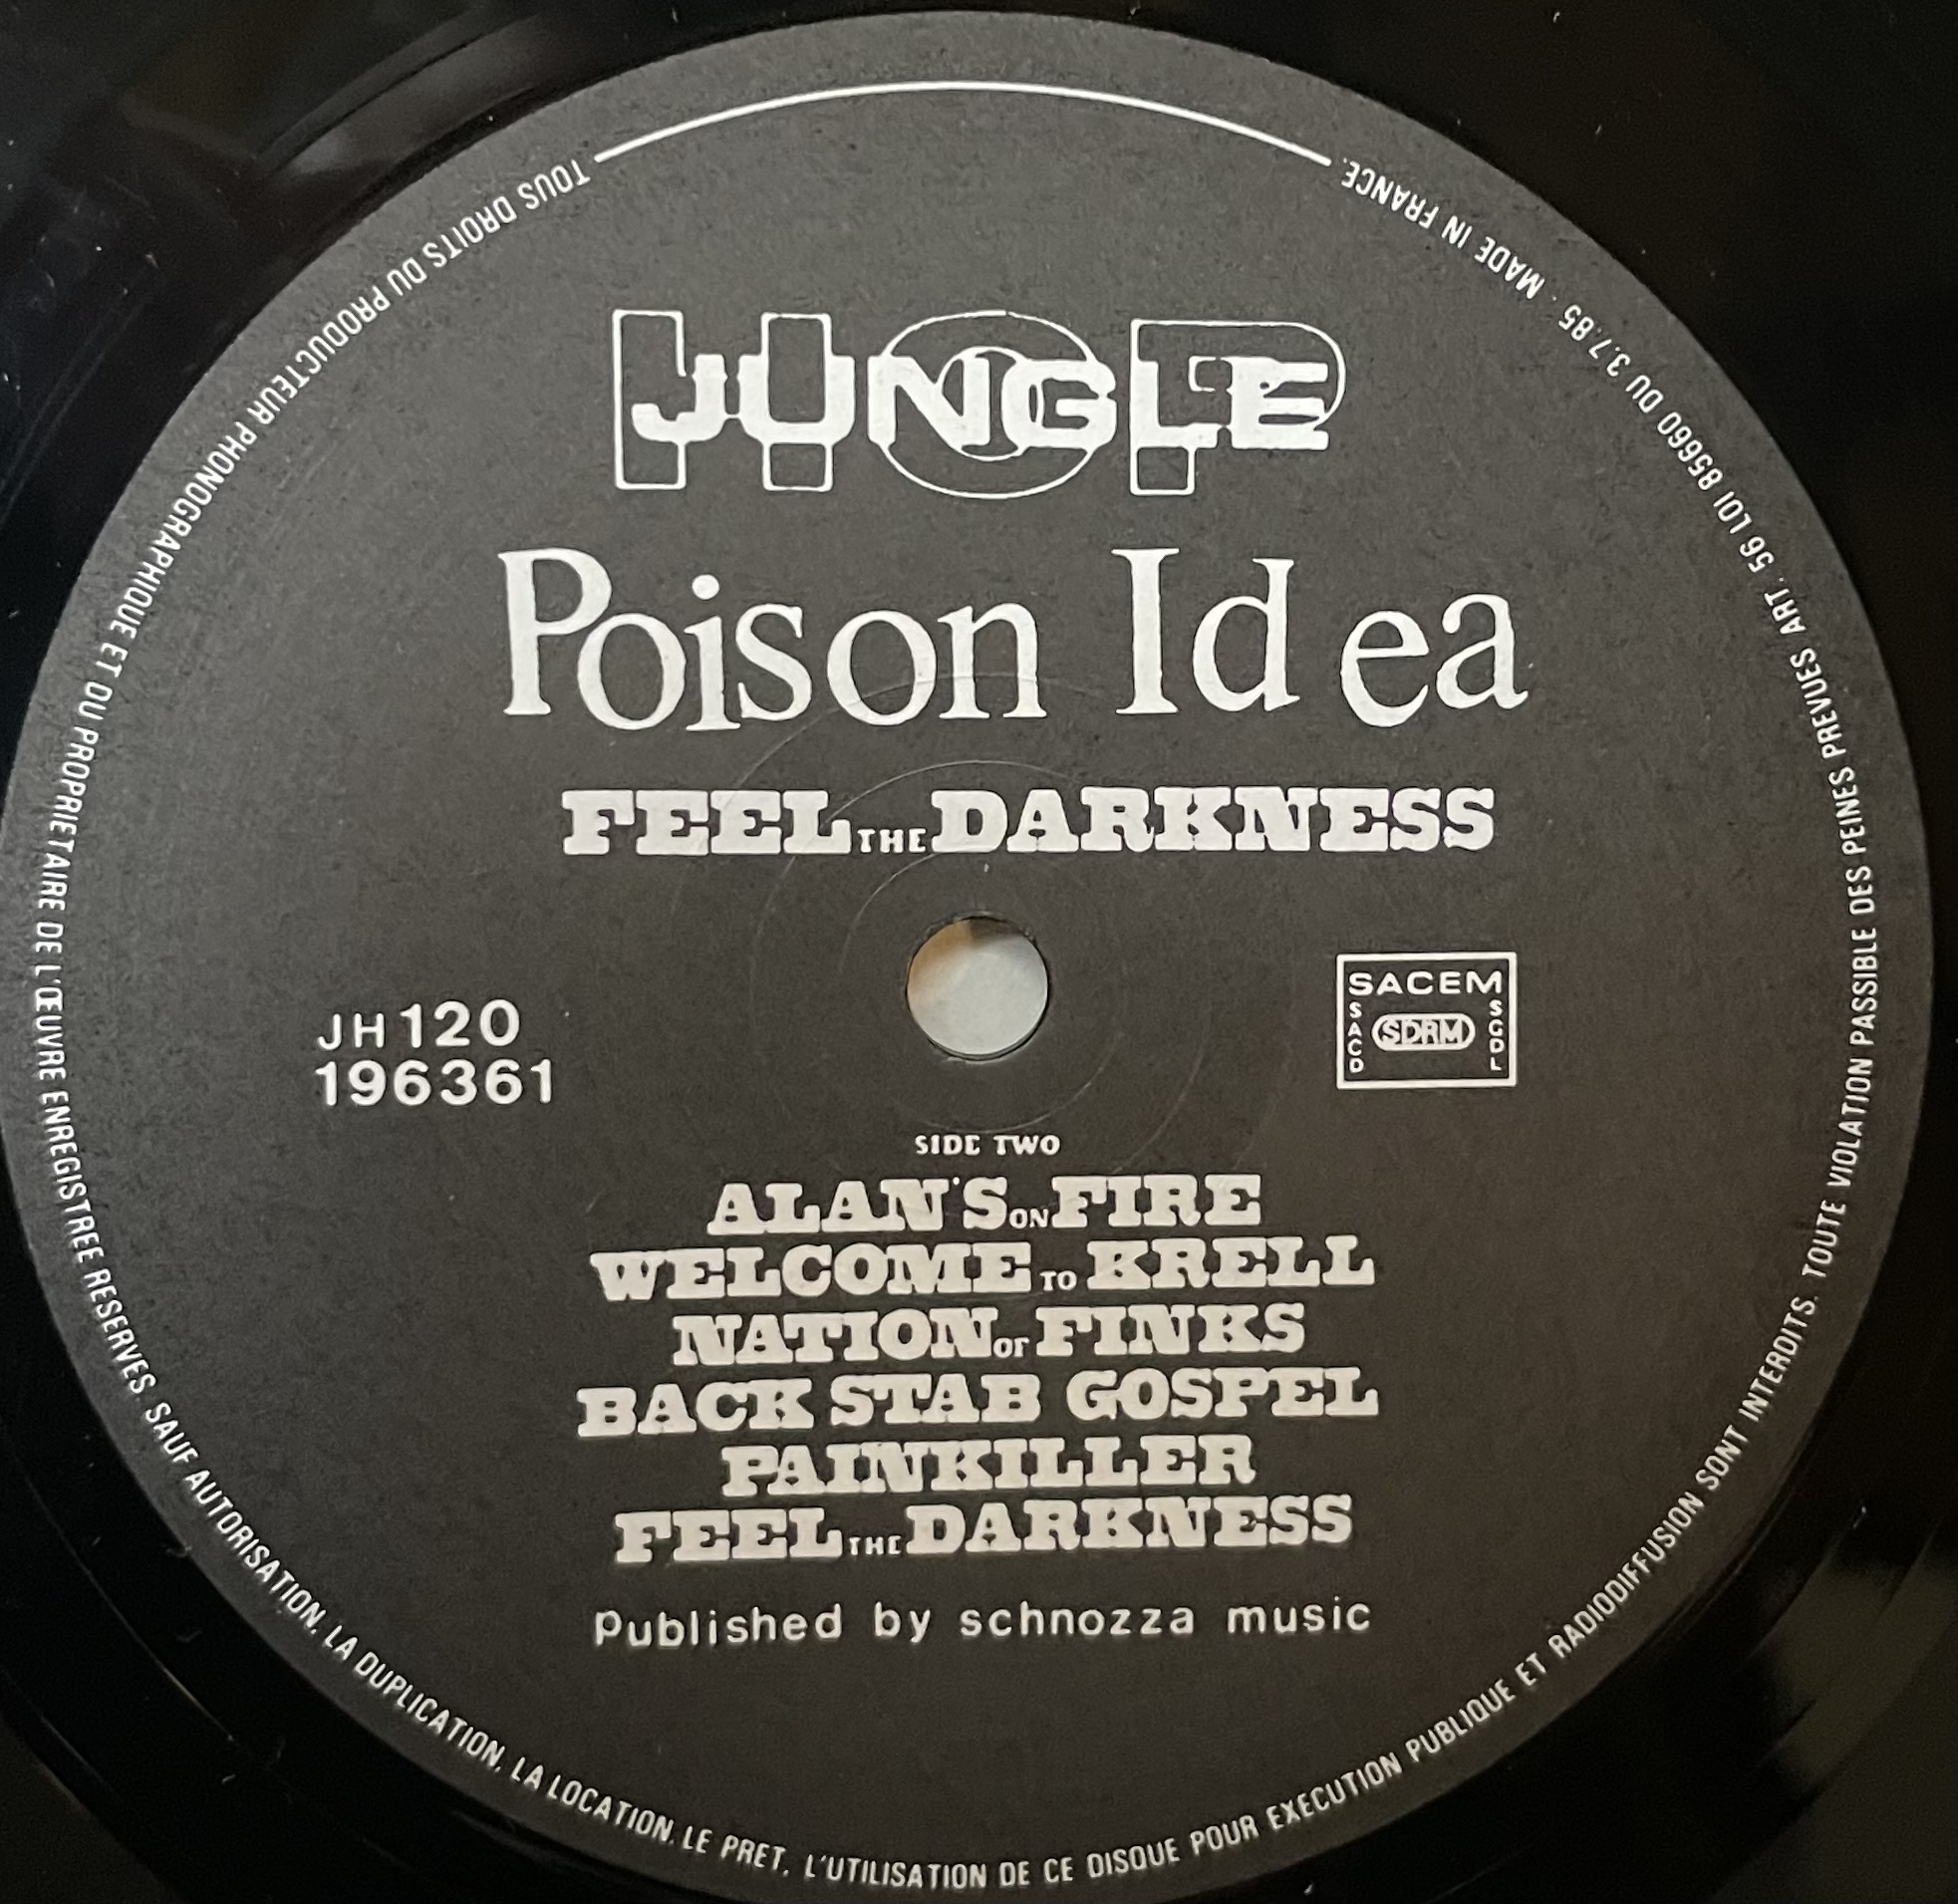 JUNGLE
HOP
Poison Idea
FEEL THE DARKNESS
JH 120
196361
SACEM
SACD
SDRM
SGDL
SIDE TWO
ALAN'S ON FIRE
WELCOME TO KRELL
NATION OF FINKS
BACK STAB GOSPEL
PAINKILLER
FEEL THE DARKNESS
Published by schnozza music
TOUS DROITS DU PRODUCTEUR PHONOGRAPHIQUE ET DU PROPRIETAIRE DE L'ŒUVRE ENREGISTREE RESERVES. SAUF AUTORISATION, LA DUPLICATION, LA LOCATION, LE PRET, L'UTILISATION DE CE DISQUE POUR EXECUTION PUBLIQUE ET RADIODIFFUSION SONT INTERDITS. TOUTE VIOLATION PASSIBLE DES PEINES PREVUES ART. 56 LOI 85660 DU 3.7.85. MADE IN FRANCE.